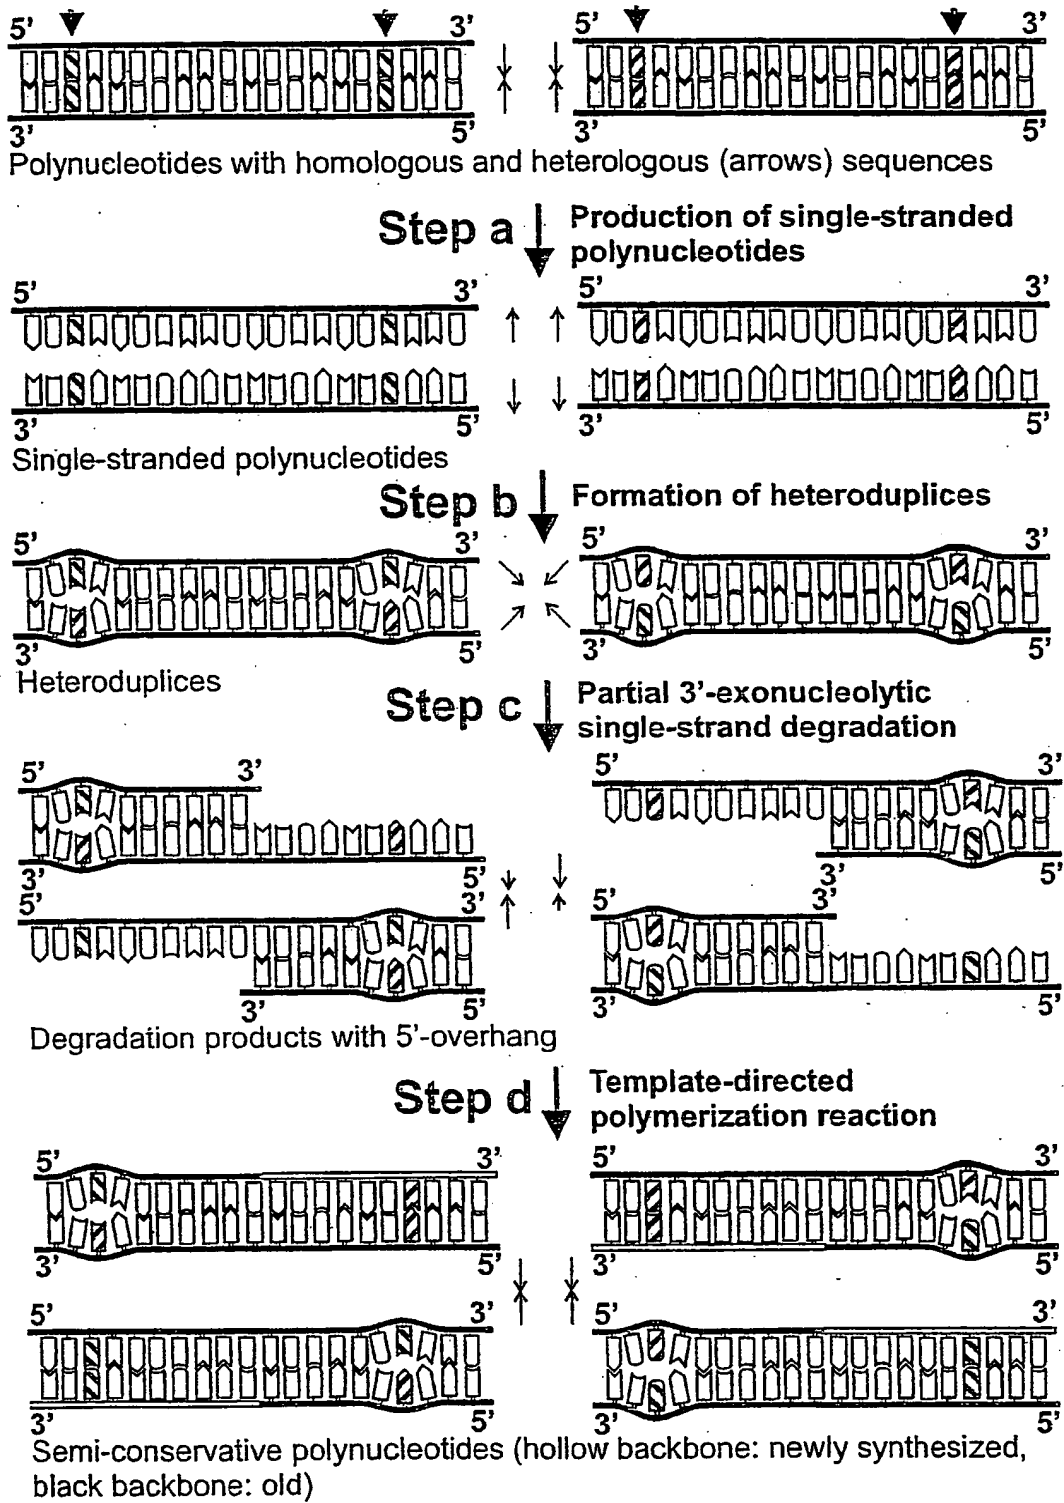 5' 3' 5' 3'
3' 5' 3' 5'
Polynucleotides with homologous and heterologous (arrows) sequences
Step a Production of single-stranded
polynucleotides
5' 3' 5' 3'
3' 5' 3' 5'
Single-stranded polynucleotides
Step b Formation of heteroduplices
5' 3' 5' 3'
3' 5' 3' 5'
Heteroduplices
Step c Partial 3'-exonucleolytic
single-strand degradation
5' 3' 5' 3'
3' 5' 3' 5'
5' 3' 5' 3'
3' 5' 3' 5'
Degradation products with 5'-overhang
Step d Template-directed
polymerization reaction
5' 3' 5' 3'
3' 5' 3' 5'
5' 3' 5' 3'
3' 5' 3' 5'
Semi-conservative polynucleotides (hollow backbone: newly synthesized,
black backbone: old)